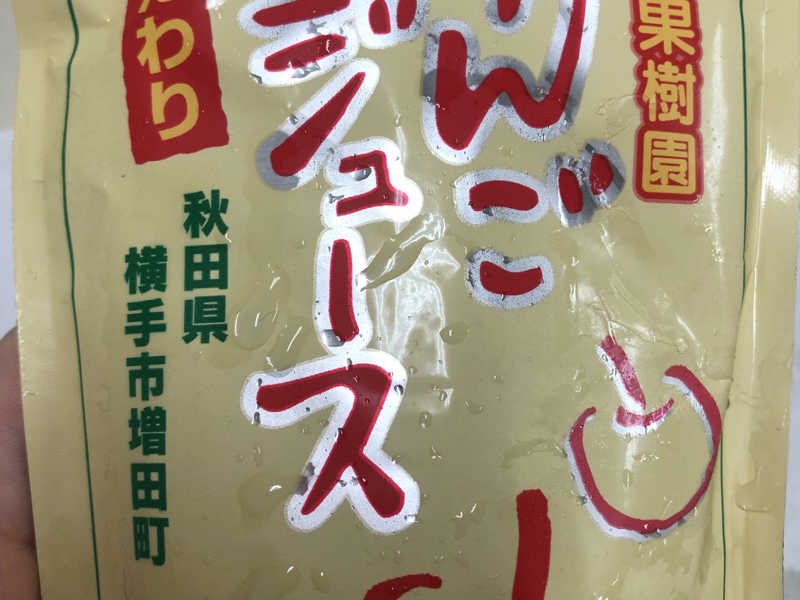 果樹園
りんご
ジュース
わり
秋田県
横手市増田町